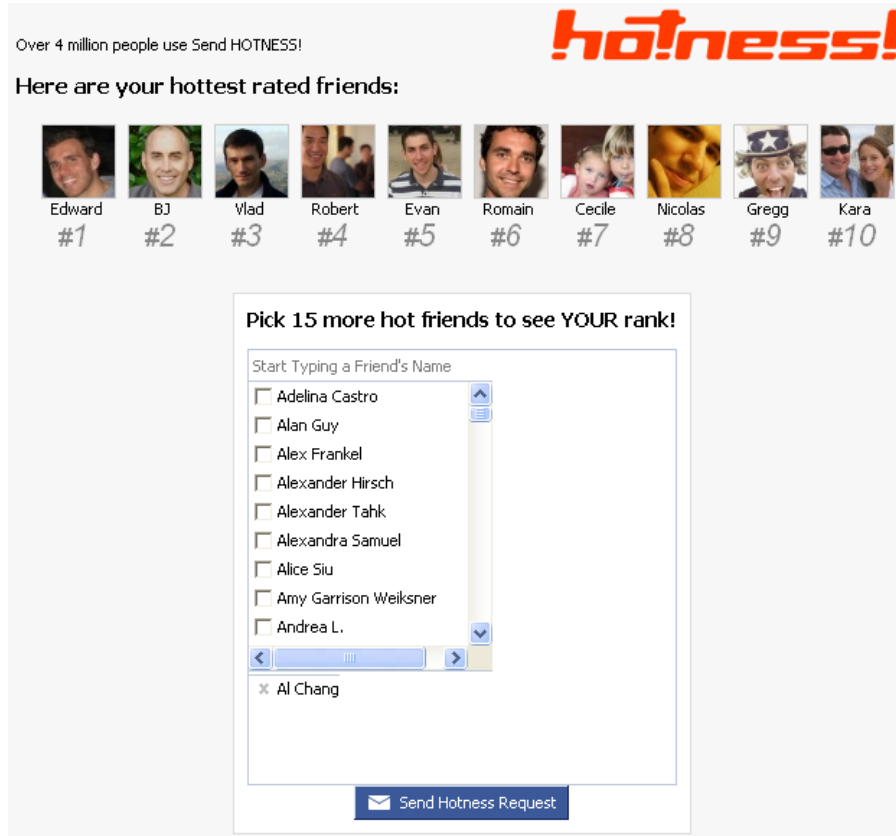 hotness!
Over 4 million people use Send HOTNESS!
Here are your hottest rated friends:
Edward BJ Vlad Robert Evan Romain Cecile Nicolas Gregg Kara
#1 #2 #3 #4 #5 #6 #7 #8 #9 #10
Pick 15 more hot friends to see YOUR rank!
Start Typing a Friend's Name
Adelina Castro
Alan Guy
Alex Frankel
Alexander Hirsch
Alexander Tahk
Alexandra Samuel
Alice Siu
Amy Garrison Weiksner
Andrea L.
Al Chang
Send Hotness Request